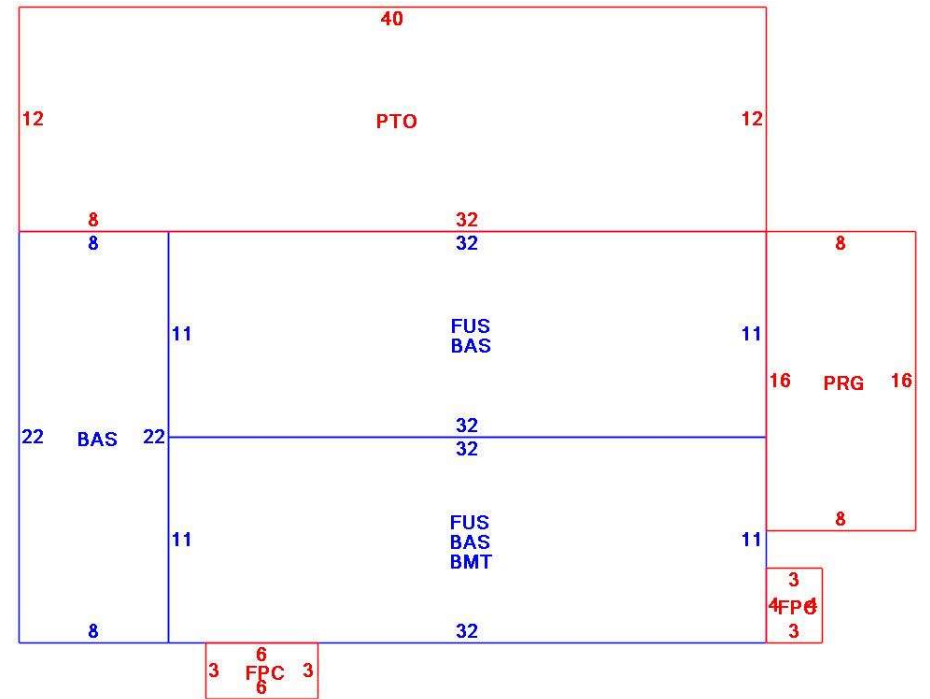 40
12 PTO 12
8 32
8 32 8
FUS
11 BAS 11
16 PRG 16
32
22 BAS 22 32
8
FUS
11 BAS 11
BMT
3
4 FPC 4
8 32 3
6
3 FPC 3
6